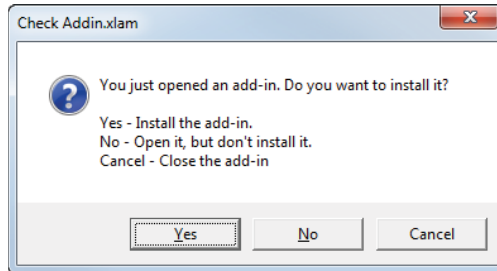 Check Addin.xlam
You just opened an add-in. Do you want to install it?
Yes - Install the add-in.
No - Open it, but don't install it.
Cancel - Close the add-in
Yes
No
Cancel